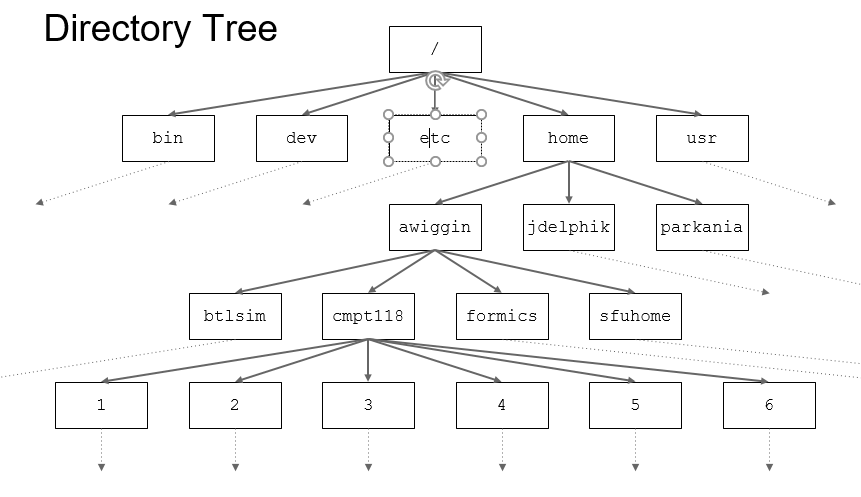 Directory Tree
/
bin
dev
etc
home
usr
awiggin
jdelphik
parkania
btlsim
cmpt118
formics
sfuhome
1
2
3
4
5
6